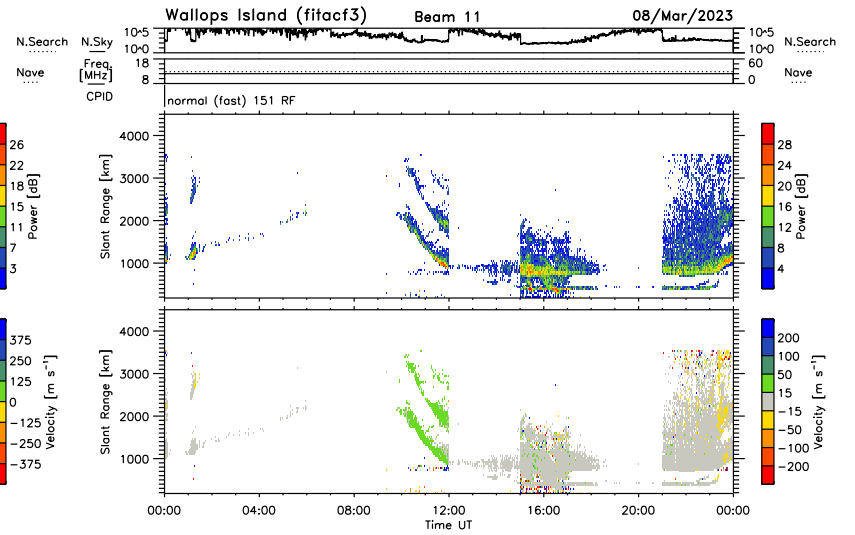 Wallops Island (fitacf3) Beam 11 08/Mar/2023
N.Search N.Sky 10^5 10^0 10^5 10^0 N.Search
Nave Freq. [MHz] 18 8 60 0 Nave
CPID normal (fast) 151 RF
Slant Range [km] 4000 3000 2000 1000
Power [dB] 26 22 18 15 11 7 3
Power [dB] 28 24 20 16 12 8 4
Slant Range [km] 4000 3000 2000 1000
Velocity [m s⁻¹] 375 250 125 0 −125 −250 −375
Velocity [m s⁻¹] 200 100 50 15 −15 −50 −100 −200
00:00 04:00 08:00 12:00 16:00 20:00 00:00
Time UT